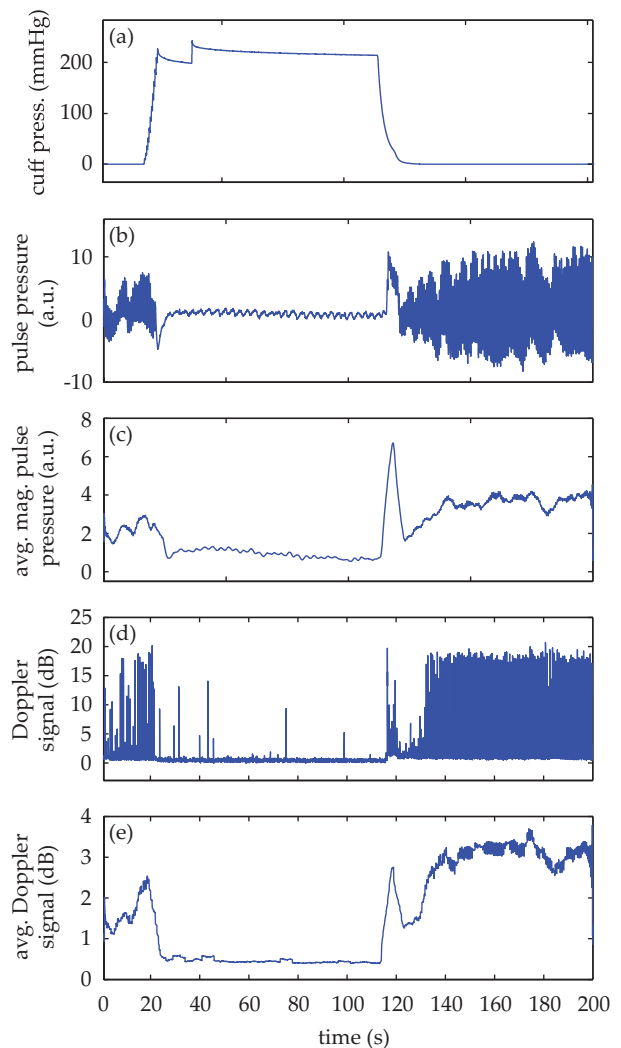 (a)
cuff press. (mmHg)
200
100
0
(b)
pulse pressure
(a.u.)
10
0
-10
(c)
avg. mag. pulse
pressure (a.u.)
8
6
4
2
0
(d)
Doppler
signal (dB)
25
20
15
10
5
0
(e)
avg. Doppler
signal (dB)
4
3
2
1
0
0 20 40 60 80 100 120 140 160 180 200
time (s)